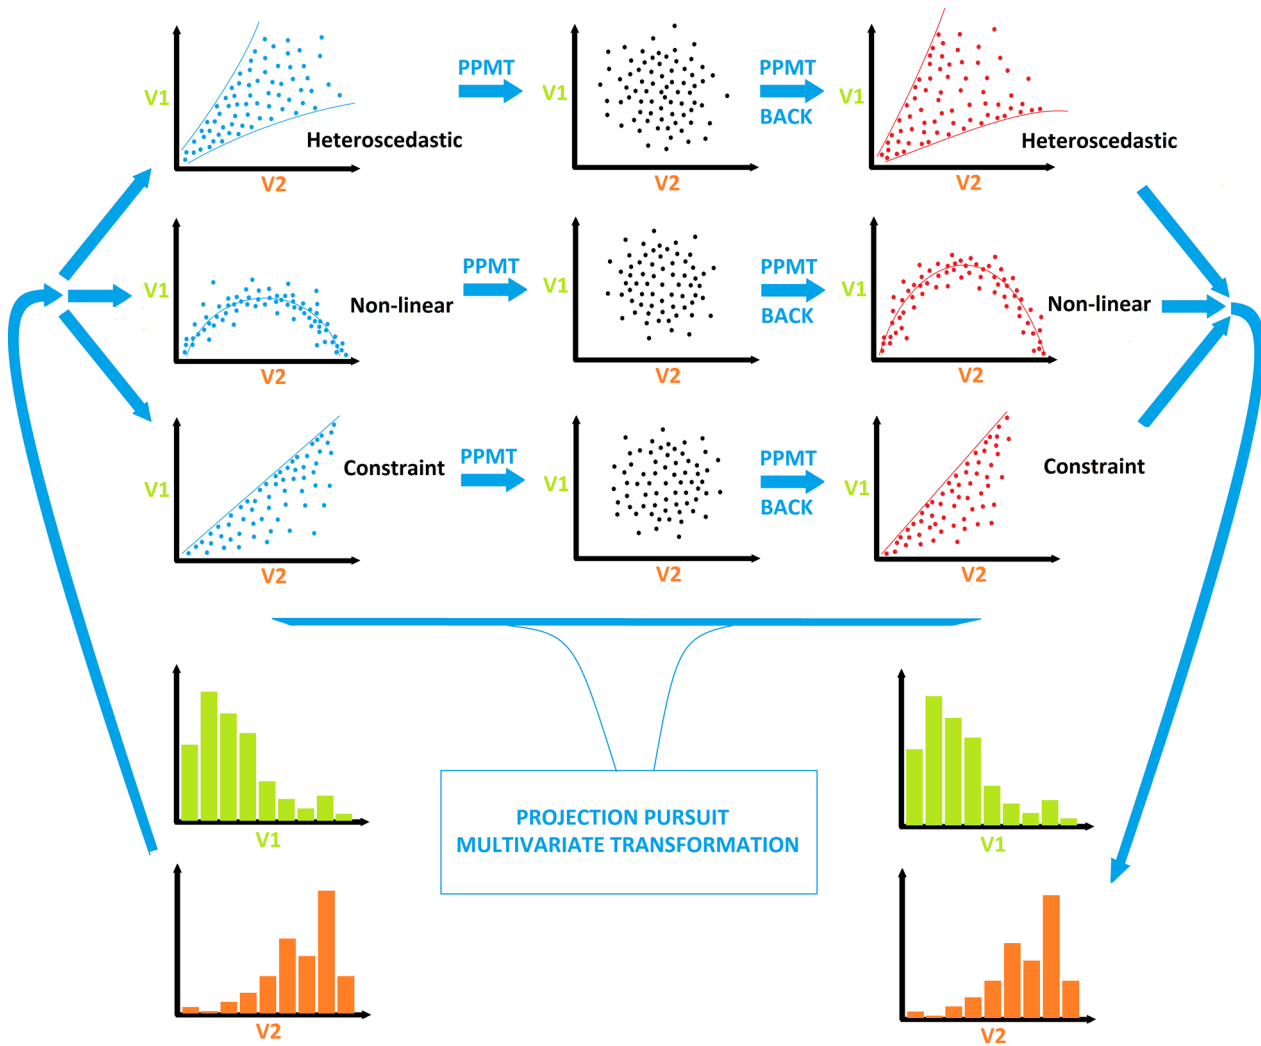 V1
V2
Heteroscedastic
PPMT
V1
V2
PPMT
BACK
V1
V2
Heteroscedastic
V1
V2
Non-linear
PPMT
V1
V2
PPMT
BACK
V1
V2
Non-linear
V1
V2
Constraint
PPMT
V1
V2
PPMT
BACK
V1
V2
Constraint
PROJECTION PURSUIT
MULTIVARIATE TRANSFORMATION
V1
V2
V1
V2